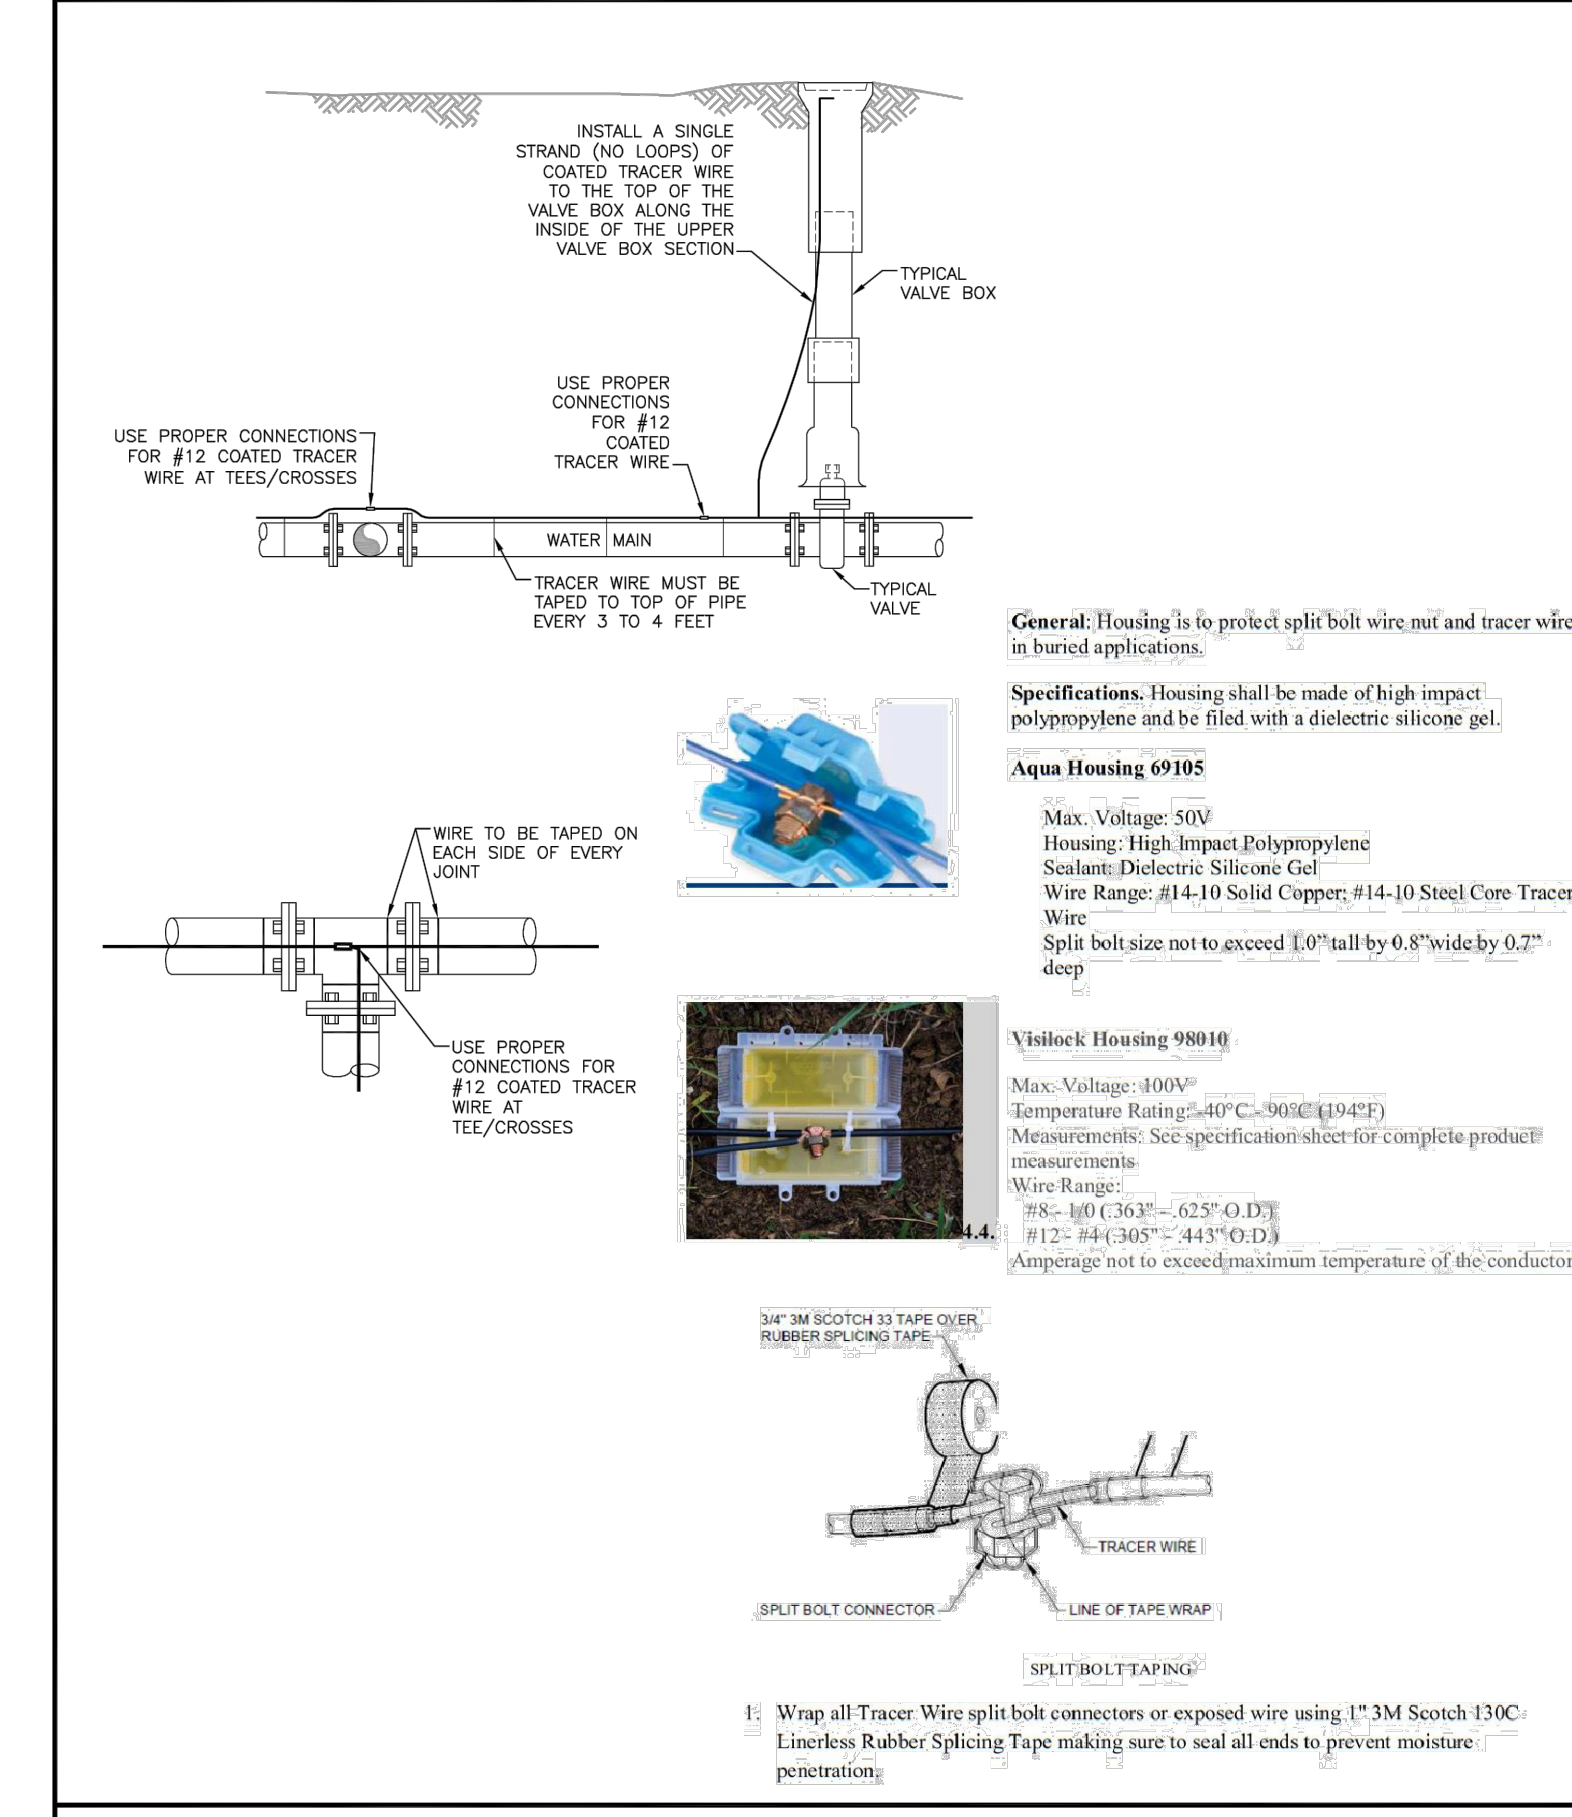 INSTALL A SINGLE
STRAND (NO LOOPS) OF
COATED TRACER WIRE
TO THE TOP OF THE
VALVE BOX ALONG THE
INSIDE OF THE UPPER
VALVE BOX SECTION
TYPICAL
VALVE BOX
USE PROPER
CONNECTIONS
FOR #12
COATED
TRACER WIRE
USE PROPER CONNECTIONS
FOR #12 COATED TRACER
WIRE AT TEES/CROSSES
WATER MAIN
TRACER WIRE MUST BE
TAPED TO TOP OF PIPE
EVERY 3 TO 4 FEET
TYPICAL
VALVE
General: Housing is to protect split bolt wire nut and tracer wire
in buried applications.
Specifications. Housing shall be made of high impact
polypropylene and be filed with a dielectric silicone gel.
Aqua Housing 69105
Max. Voltage: 50V
Housing: High Impact Polypropylene
Sealant: Dielectric Silicone Gel
Wire Range: #14-10 Solid Copper; #14-10 Steel Core Tracer
Wire
Split bolt size not to exceed 1.0” tall by 0.8”wide by 0.7”
deep
WIRE TO BE TAPED ON
EACH SIDE OF EVERY
JOINT
USE PROPER
CONNECTIONS FOR
#12 COATED TRACER
WIRE AT
TEE/CROSSES
4.4.
Visilock Housing 98010
Max. Voltage: 100V
Temperature Rating: -40°C - 90°C (194°F)
Measurements: See specification sheet for complete product
measurements
Wire Range:
#8 - 1/0 (.363" - .625" O.D.)
#12 - #4 (.305" - .443" O.D.)
Amperage not to exceed maximum temperature of the conductor
3/4" 3M SCOTCH 33 TAPE OVER
RUBBER SPLICING TAPE
TRACER WIRE
SPLIT BOLT CONNECTOR
LINE OF TAPE WRAP
SPLIT BOLT TAPING
1. Wrap all Tracer Wire split bolt connectors or exposed wire using 1" 3M Scotch 130C
Linerless Rubber Splicing Tape making sure to seal all ends to prevent moisture
penetration.